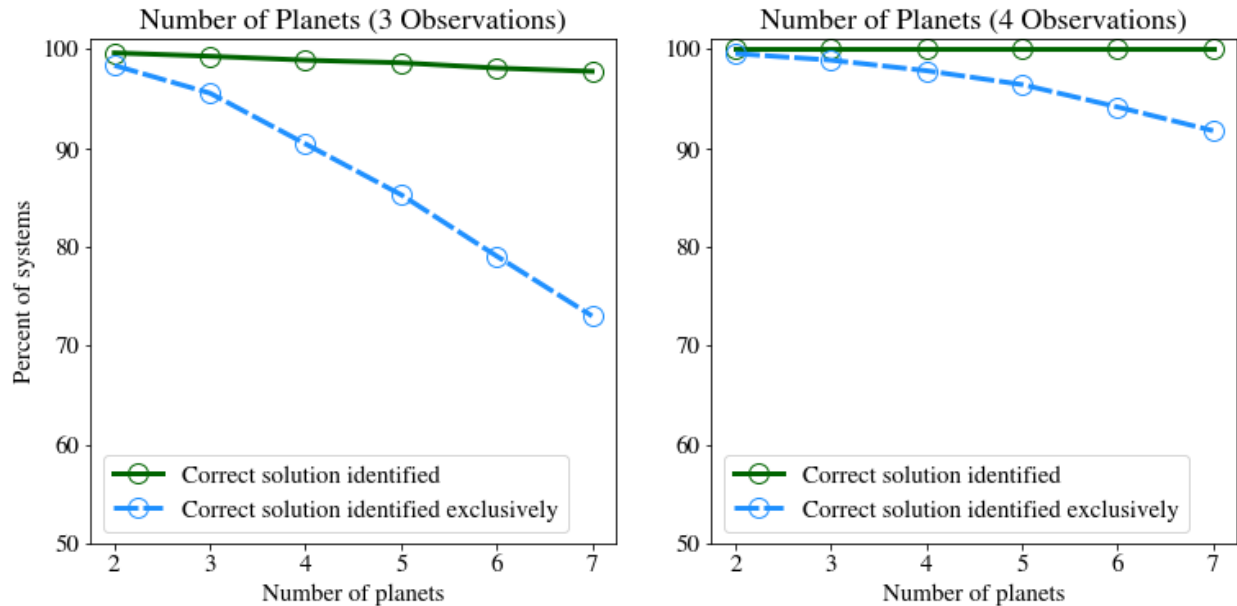 Number of Planets (3 Observations)
100
90
80
70
60
50
Percent of systems
Correct solution identified
Correct solution identified exclusively
2 3 4 5 6 7
Number of planets
Number of Planets (4 Observations)
100
90
80
70
60
50
Correct solution identified
Correct solution identified exclusively
2 3 4 5 6 7
Number of planets